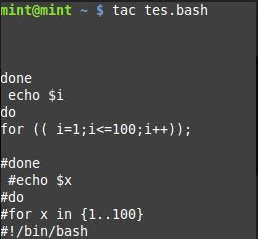 mint@mint ~ $ tac tes.bash
done
 echo $i
do
for (( i=1;i<=100;i++));
#done
 #echo $x
#do
#for x in {1..100}
#!/bin/bash